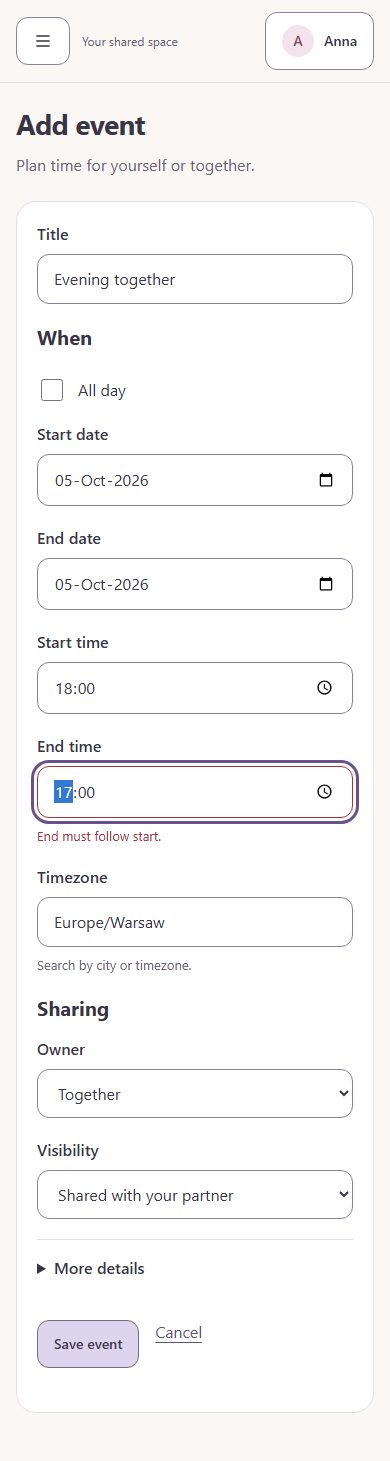 Your shared space
A
Anna
Add event
Plan time for yourself or together.
Title
Evening together
When
All day
Start date
05-Oct-2026
End date
05-Oct-2026
Start time
18:00
End time
17:00
End must follow start.
Timezone
Europe/Warsaw
Search by city or timezone.
Sharing
Owner
Together
Visibility
Shared with your partner
More details
Save event
Cancel